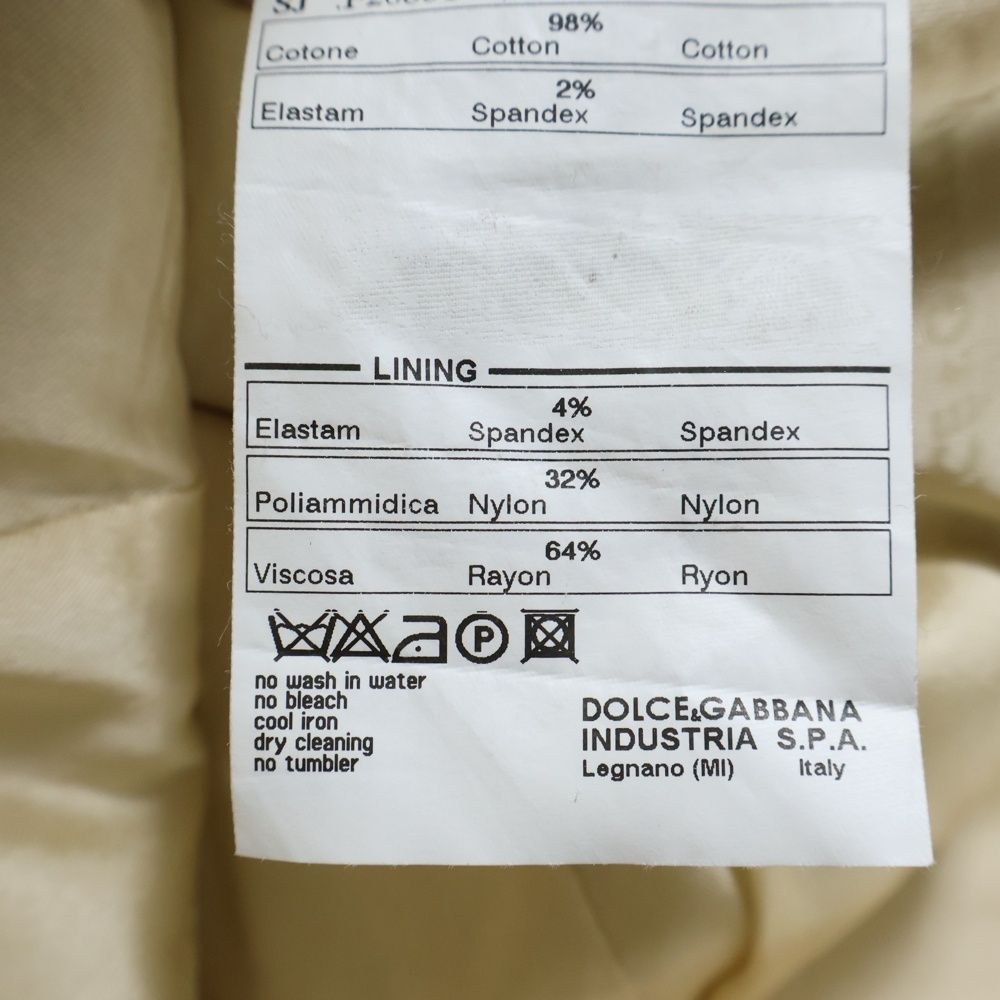 SJ
98%
Cotone Cotton Cotton
2%
Elastam Spandex Spandex
LINING
4%
Elastam Spandex Spandex
32%
Poliammidica Nylon Nylon
64%
Viscosa Rayon Ryon
P
no wash in water
no bleach
cool iron
dry cleaning
no tumbler
DOLCE&GABBANA
INDUSTRIA S.P.A.
Legnano (MI) Italy